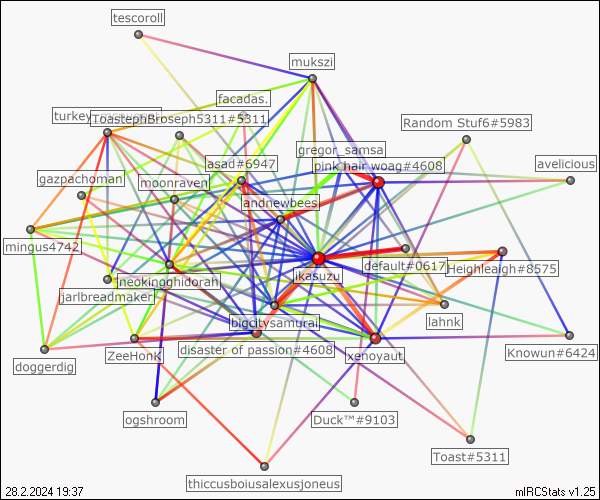 tescoroll
mukszi
facadas.
turkey
ToastephBroseph5311#5311
Random Stuf6#5983
gregor_samsa
asad#6947
pink hair woag#4608
avelicious
gazpachoman
moonraven
andnewbees
mingus4742
default#0617
neokingghidorah
ikasuzu
Heighleaigh#8575
jarlbreadmaker
lahnk
bigcitysamurai
disaster of passion#4608
xenoyaut
Knowun#6424
doggerdig
ZeeHonk
ogshroom
Duck™#9103
Toast#5311
thiccusboiusalexusjoneus
28.2.2024 19:37
mIRCStats v1.25